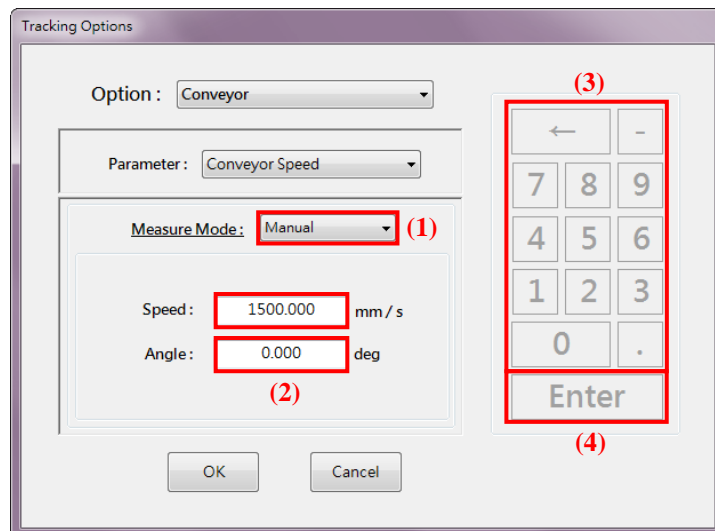 Tracking Options
Option : Conveyor
Parameter : Conveyor Speed
Measure Mode : Manual (1)
Speed : 1500.000 mm / s
Angle : 0.000 deg
(2)
OK Cancel
(3)
← -
7 8 9
4 5 6
1 2 3
0 .
Enter
(4)